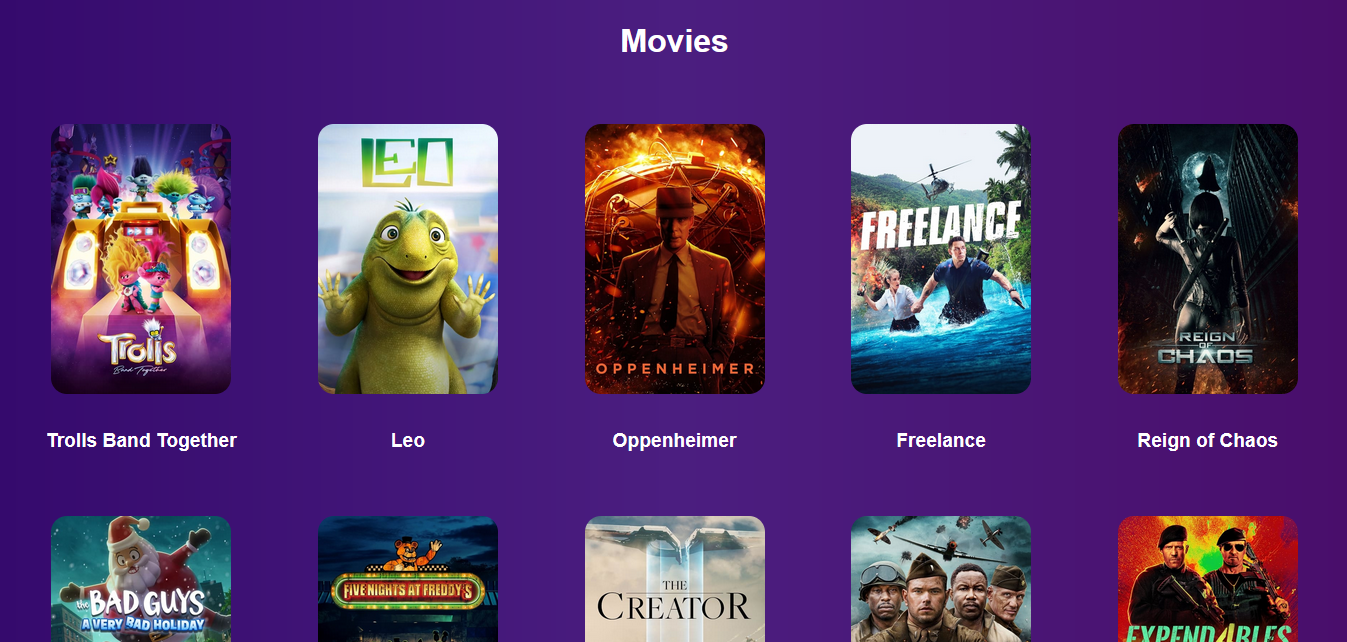 Movies
Trolls
Band Together
LEO
OPPENHEIMER
FREELANCE
REIGN
OF
CHAOS
Trolls Band Together
Leo
Oppenheimer
Freelance
Reign of Chaos
the
BAD GUYS
A VERY BAD HOLIDAY
FIVE NIGHTS AT FREDDY'S
THE
CREATOR
EXPEND4BLES